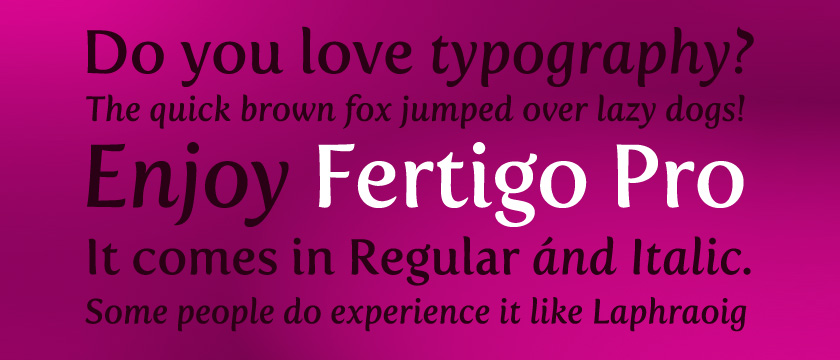 Do you love typography?
The quick brown fox jumped over lazy dogs!
Enjoy Fertigo Pro
It comes in Regular ánd Italic.
Some people do experience it like Laphraoig